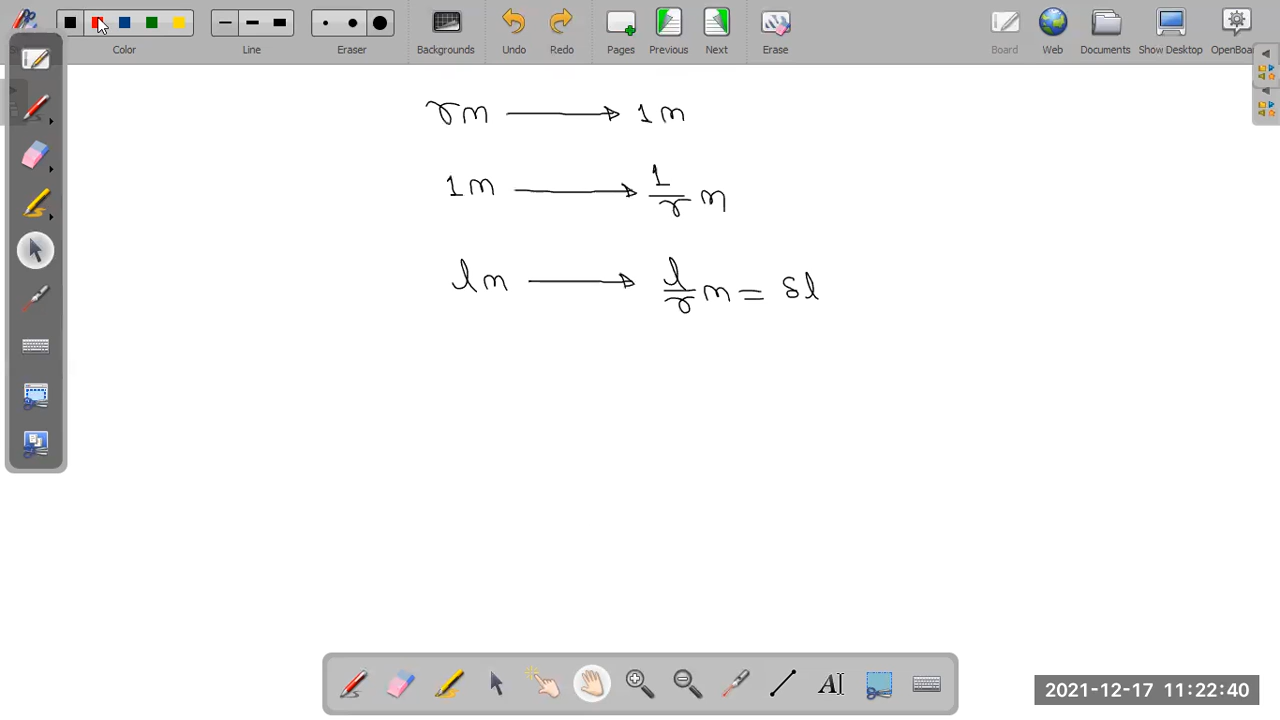 Color Line Eraser Backgrounds Undo Redo Pages Previous Next Erase Board Web Documents Show Desktop OpenBoard
γm ⟶ 1m
1m ⟶ 1/γ m
lm ⟶ l/γ m = δl
2021-12-17 11:22:40